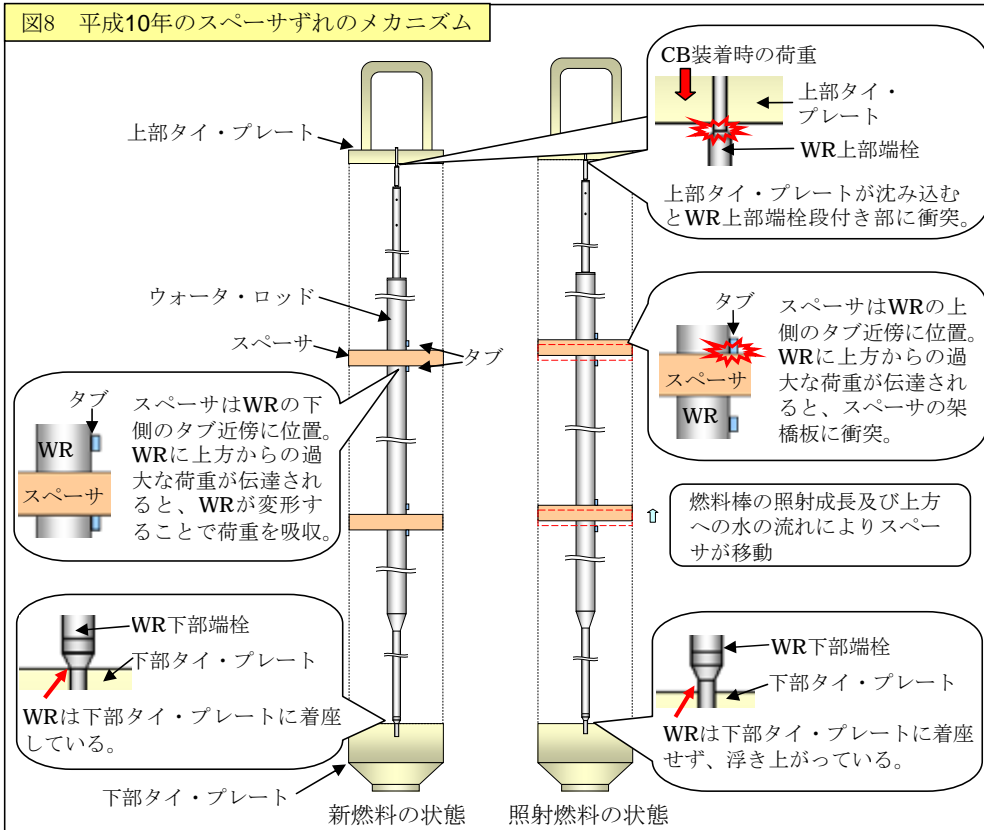 図8　平成10年のスペーサずれのメカニズム
CB装着時の荷重
上部タイ・
プレート
WR上部端栓
上部タイ・プレートが沈み込む
とWR上部端栓段付き部に衝突。
上部タイ・プレート
ウォータ・ロッド
スペーサ
タブ
タブ
WR
スペーサ
スペーサはWRの下
側のタブ近傍に位置。
WRに上方からの過
大な荷重が伝達され
ると、WRが変形す
ることで荷重を吸収。
タブ
スペーサ
WR
スペーサはWRの上
側のタブ近傍に位置。
WRに上方からの過
大な荷重が伝達され
ると、スペーサの架
橋板に衝突。
燃料棒の照射成長及び上方
への水の流れによりスペー
サが移動
WR下部端栓
下部タイ・プレート
WRは下部タイ・プレートに着座
している。
WR下部端栓
下部タイ・プレート
WRは下部タイ・プレートに着座
せず、浮き上がっている。
下部タイ・プレート
新燃料の状態
照射燃料の状態